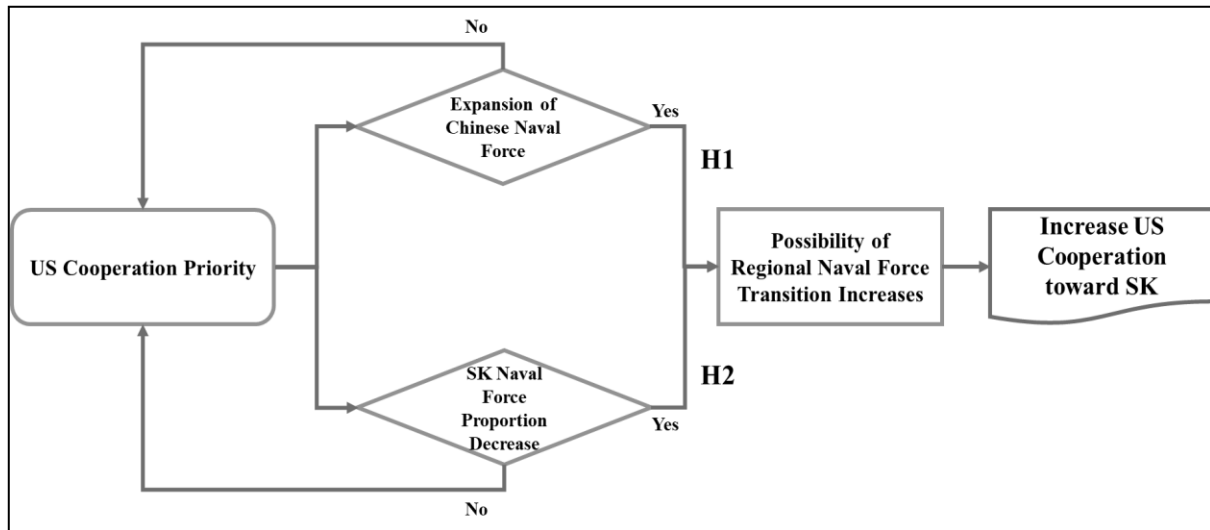 No
Expansion of
Chinese Naval
Force
Yes
H1
US Cooperation Priority
Possibility of
Regional Naval Force
Transition Increases
Increase US
Cooperation
toward SK
H2
SK Naval
Force
Proportion
Decrease
Yes
No